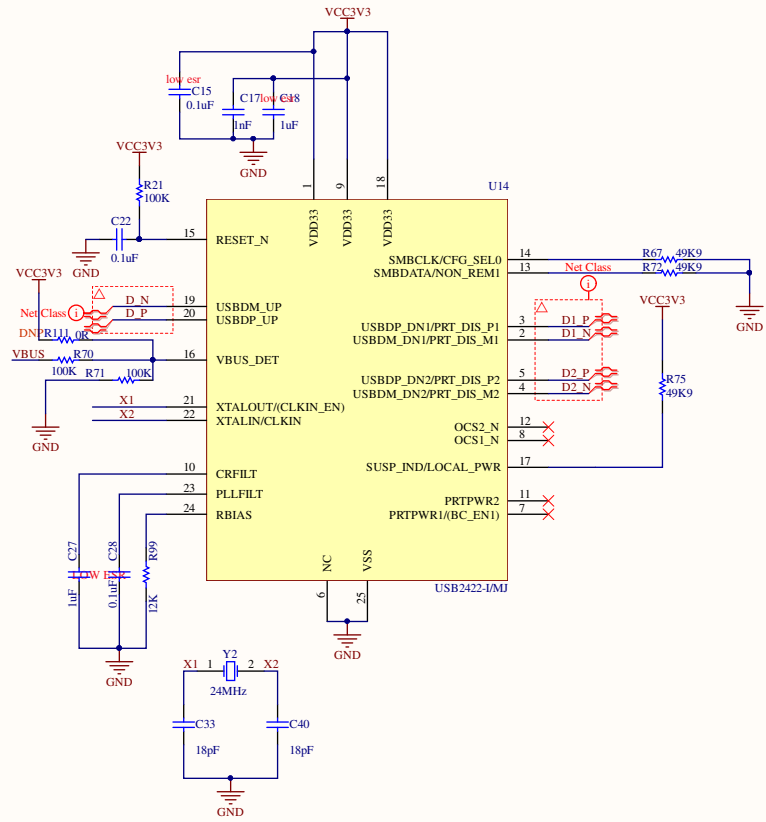 VCC3V3
low esr
C15
0.1uF
C17
low esr
C18
1nF
1uF
GND
VCC3V3
R21
100K
C22
0.1uF
GND
1
9
18
U14
VDD33
VDD33
VDD33
15
RESET_N
SMBCLK/CFG_SEL0
14
R67
49K9
SMBDATA/NON_REM1
13
R72
49K9
GND
VCC3V3
Net Class
i
D_N
D_P
19
USBDM_UP
20
USBDP_UP
Net Class
i
VCC3V3
USBDP_DN1/PRT_DIS_P1
3
D1_P
USBDM_DN1/PRT_DIS_M1
2
D1_N
DNP
R111
0R
VBUS
R70
100K
16
VBUS_DET
R71
100K
GND
USBDP_DN2/PRT_DIS_P2
5
D2_P
USBDM_DN2/PRT_DIS_M2
4
D2_N
R75
49K9
X1
21
XTALOUT/(CLKIN_EN)
X2
22
XTALIN/CLKIN
OCS2_N
12
OCS1_N
8
SUSP_IND/LOCAL_PWR
17
10
CRFILT
23
PLLFILT
24
RBIAS
PRTPWR2
11
PRTPWR1/(BC_EN1)
7
C27
1uF
LOW ESR
C28
0.1uF
R99
12K
GND
NC
VSS
USB2422-I/MJ
6
25
GND
X1
1
Y2
2
X2
24MHz
C33
18pF
C40
18pF
GND